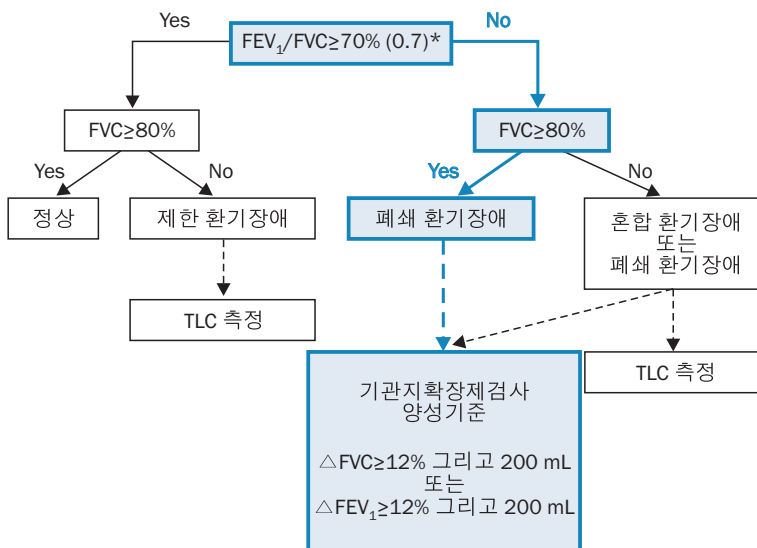 Yes
FEV₁/FVC≥70% (0.7)*
No
FVC≥80%
FVC≥80%
Yes
No
Yes
No
정상
제한 환기장애
폐쇄 환기장애
혼합 환기장애
또는
폐쇄 환기장애
TLC 측정
TLC 측정
기관지확장제검사
양성기준
△FVC≥12% 그리고 200 mL
또는
△FEV₁≥12% 그리고 200 mL